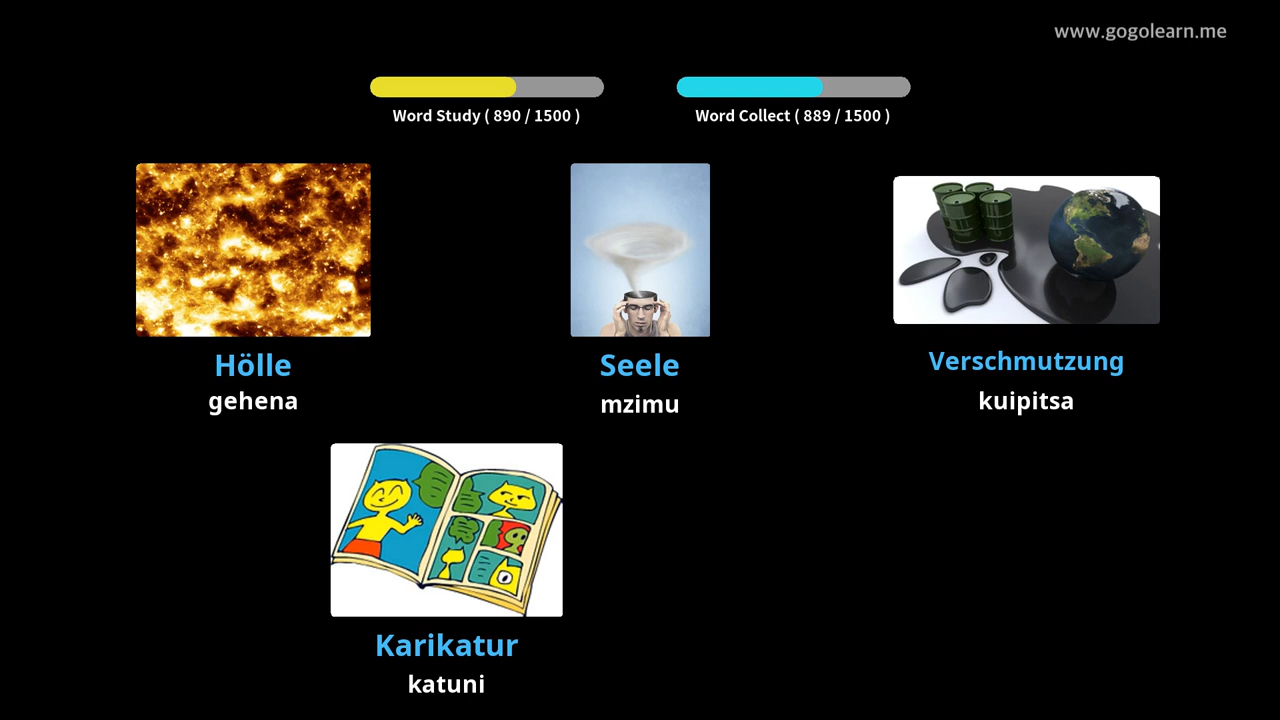 www.gogolearn.me
Word Study ( 890 / 1500 )
Word Collect ( 889 / 1500 )
Hölle
gehena
Seele
mzimu
Verschmutzung
kuipitsa
Karikatur
katuni